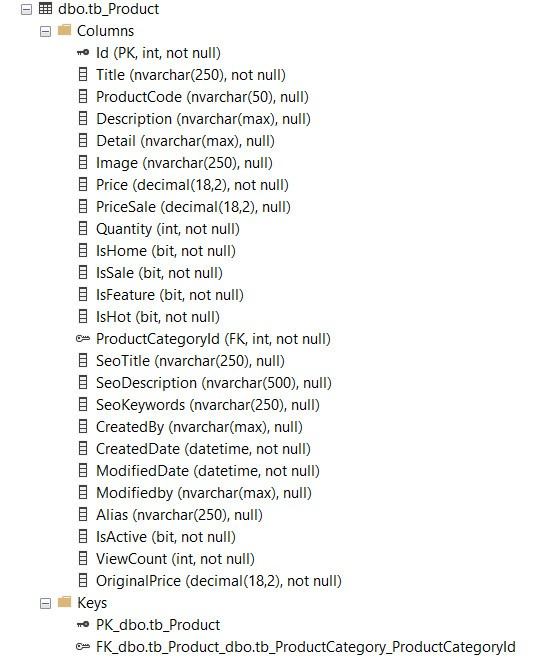 dbo.tb_Product
Columns
Id (PK, int, not null)
Title (nvarchar(250), not null)
ProductCode (nvarchar(50), null)
Description (nvarchar(max), null)
Detail (nvarchar(max), null)
Image (nvarchar(250), null)
Price (decimal(18,2), not null)
PriceSale (decimal(18,2), null)
Quantity (int, not null)
IsHome (bit, not null)
IsSale (bit, not null)
IsFeature (bit, not null)
IsHot (bit, not null)
ProductCategoryId (FK, int, not null)
SeoTitle (nvarchar(250), null)
SeoDescription (nvarchar(500), null)
SeoKeywords (nvarchar(250), null)
CreatedBy (nvarchar(max), null)
CreatedDate (datetime, not null)
ModifiedDate (datetime, not null)
Modifiedby (nvarchar(max), null)
Alias (nvarchar(250), null)
IsActive (bit, not null)
ViewCount (int, not null)
OriginalPrice (decimal(18,2), not null)
Keys
PK_dbo.tb_Product
FK_dbo.tb_Product_dbo.tb_ProductCategory_ProductCategoryId